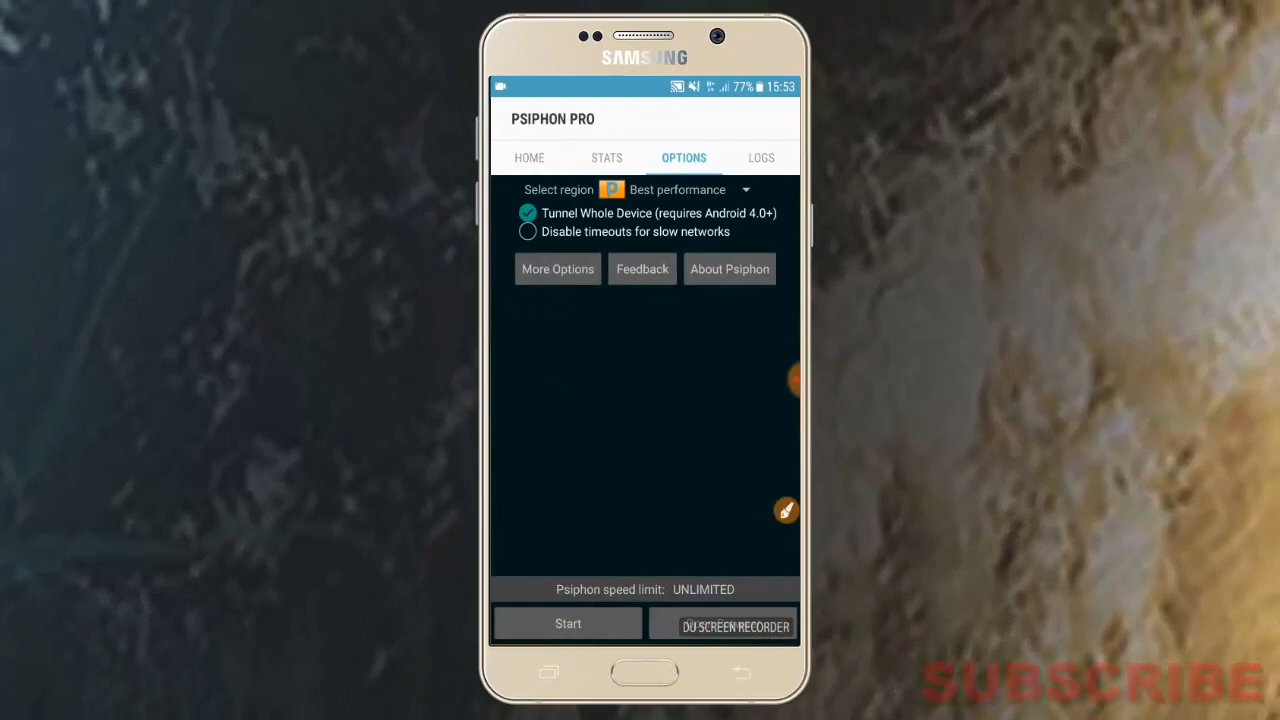 SAMSUNG
77% 15:53
PSIPHON PRO
HOME STATS OPTIONS LOGS
Select region P Best performance
Tunnel Whole Device (requires Android 4.0+)
Disable timeouts for slow networks
More Options Feedback About Psiphon
Psiphon speed limit: UNLIMITED
Start DU SCREEN RECORDER
SUBSCRIBE